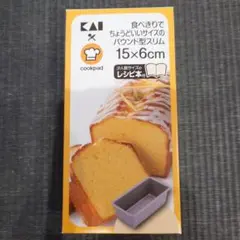 KAI
×
cookpad
食べきりで
ちょうどいいサイズの
パウンド型スリム
15×6cm
レシピ本